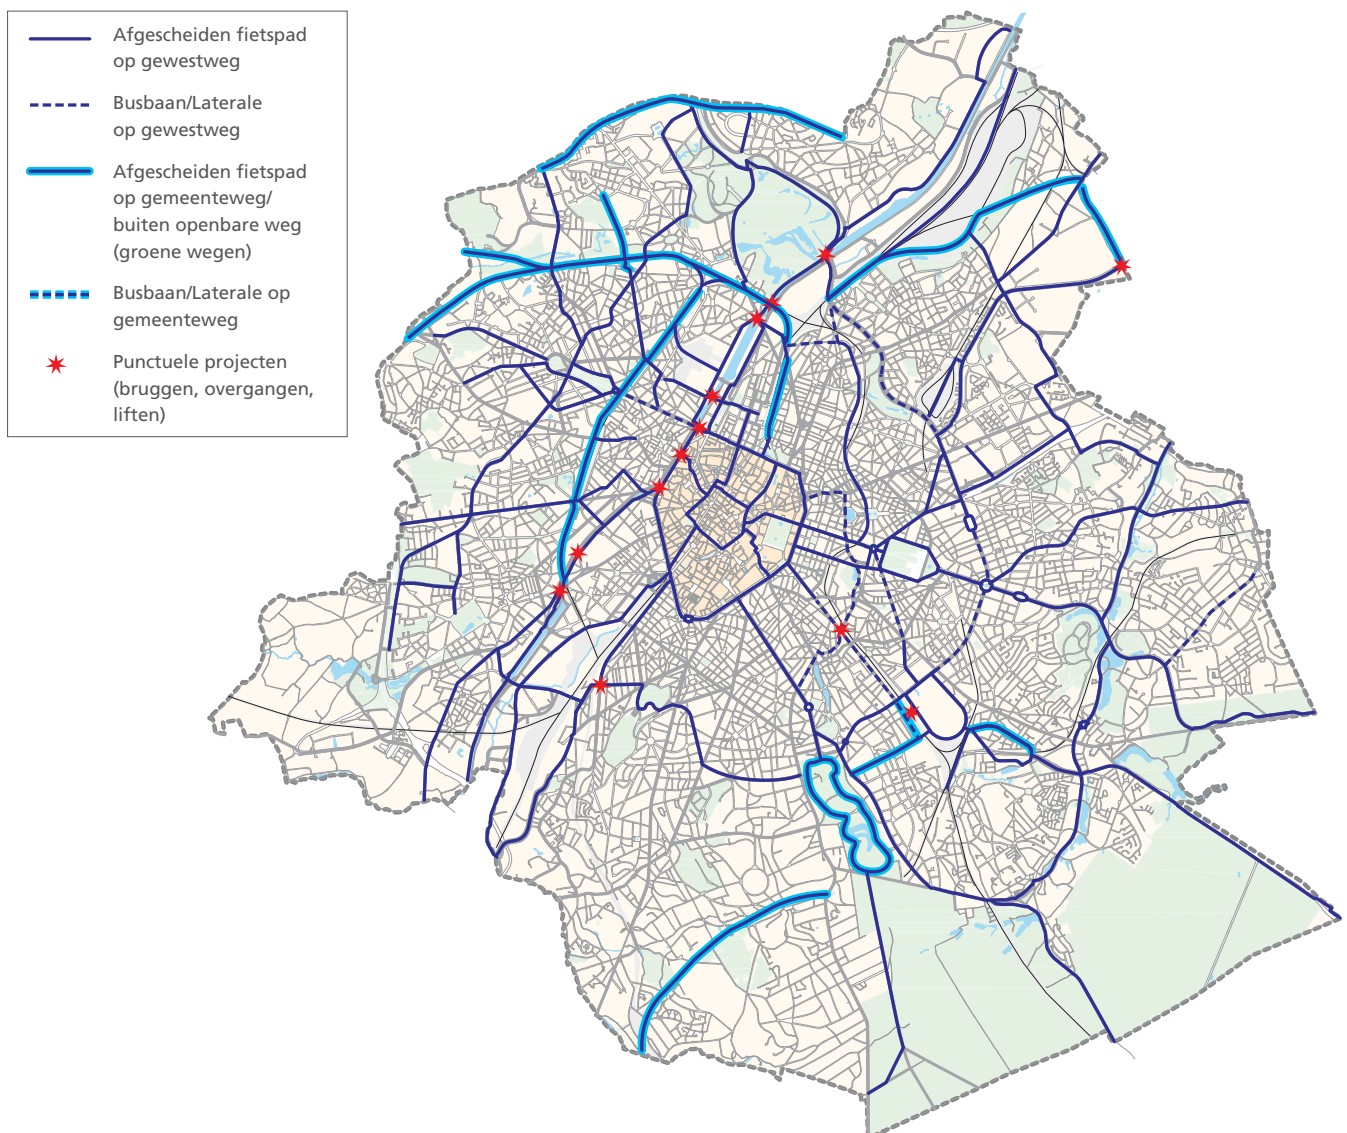 Afgescheiden fietspad
op gewestweg
Busbaan/Laterale
op gewestweg
Afgescheiden fietspad
op gemeenteweg/
buiten openbare weg
(groene wegen)
Busbaan/Laterale op
gemeenteweg
Punctuele projecten
(bruggen, overgangen,
liften)